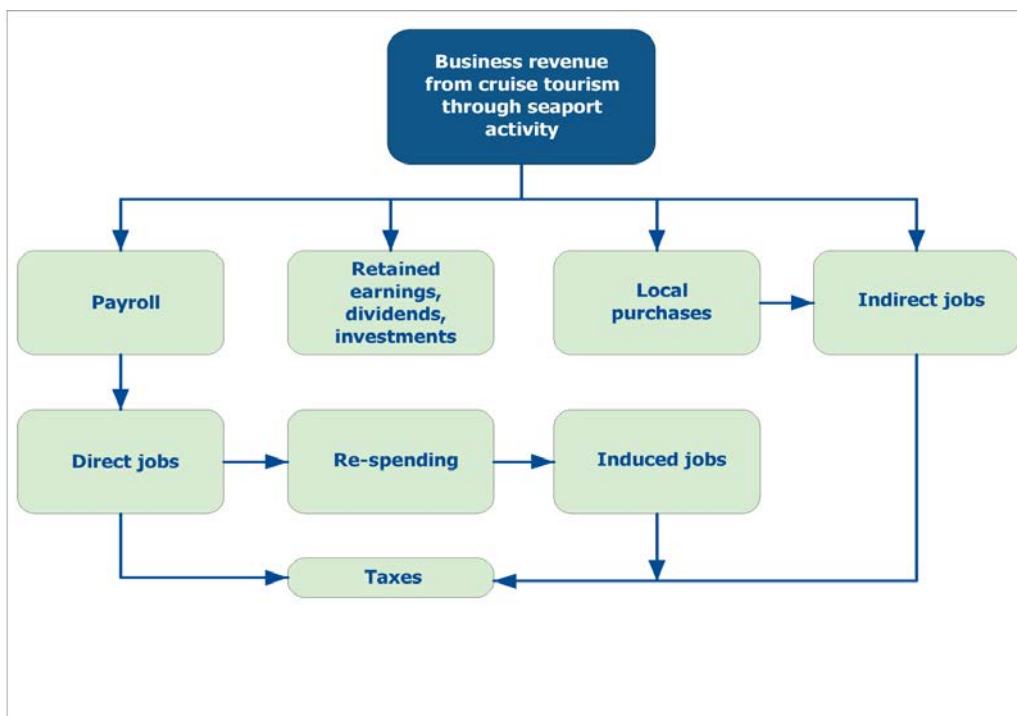 Business revenue
from cruise tourism
through seaport
activity
Payroll
Retained
earnings,
dividends,
investments
Local
purchases
Indirect jobs
Direct jobs
Re-spending
Induced jobs
Taxes